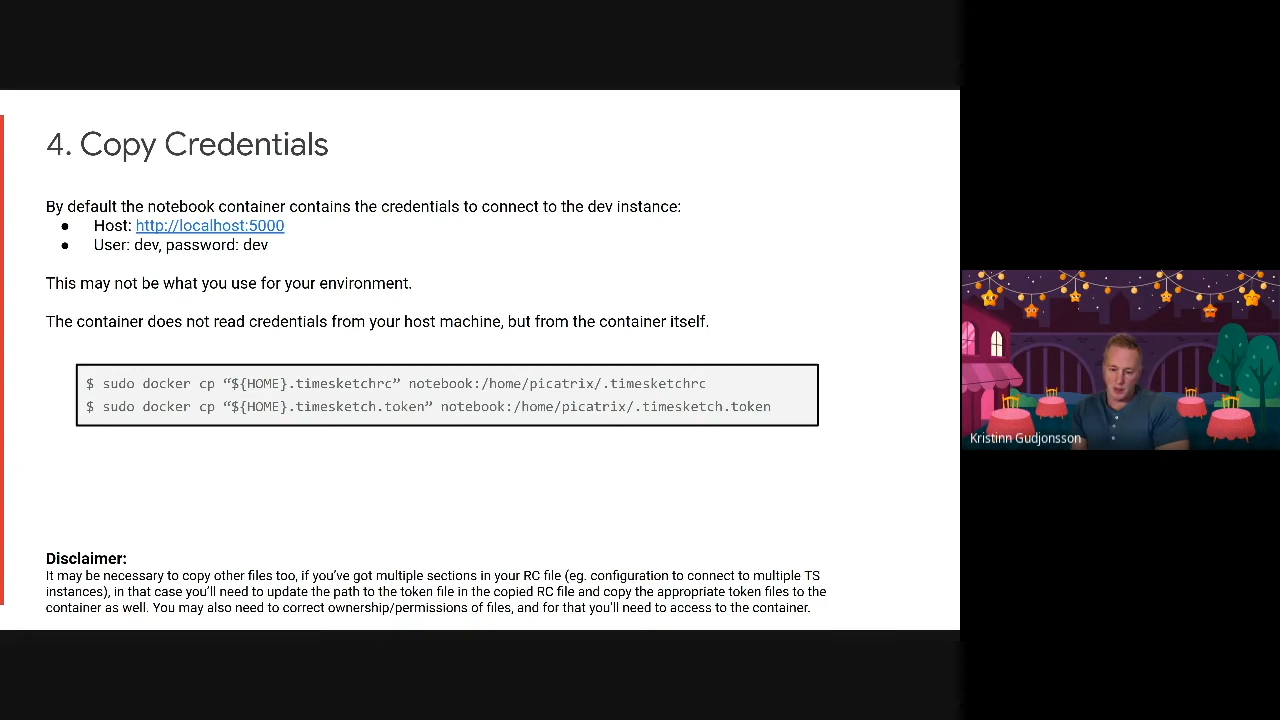 4. Copy Credentials
By default the notebook container contains the credentials to connect to the dev instance:
● Host: http://localhost:5000
● User: dev, password: dev
This may not be what you use for your environment.
The container does not read credentials from your host machine, but from the container itself.
$ sudo docker cp “${HOME}.timesketchrc” notebook:/home/picatrix/.timesketchrc
$ sudo docker cp “${HOME}.timesketch.token” notebook:/home/picatrix/.timesketch.token
Disclaimer:
It may be necessary to copy other files too, if you’ve got multiple sections in your RC file (eg. configuration to connect to multiple TS
instances), in that case you’ll need to update the path to the token file in the copied RC file and copy the appropriate token files to the
container as well. You may also need to correct ownership/permissions of files, and for that you’ll need to access to the container.
Kristinn Gudjonsson